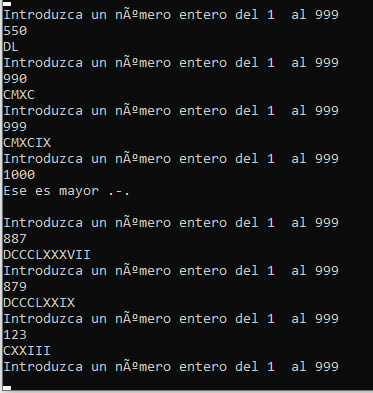 Introduzca un nÃºmero entero del 1  al 999
550
DL
Introduzca un nÃºmero entero del 1  al 999
990
CMXC
Introduzca un nÃºmero entero del 1  al 999
999
CMXCIX
Introduzca un nÃºmero entero del 1  al 999
1000
Ese es mayor .-.
Introduzca un nÃºmero entero del 1  al 999
887
DCCCLXXXVII
Introduzca un nÃºmero entero del 1  al 999
879
DCCCLXXIX
Introduzca un nÃºmero entero del 1  al 999
123
CXXIII
Introduzca un nÃºmero entero del 1  al 999